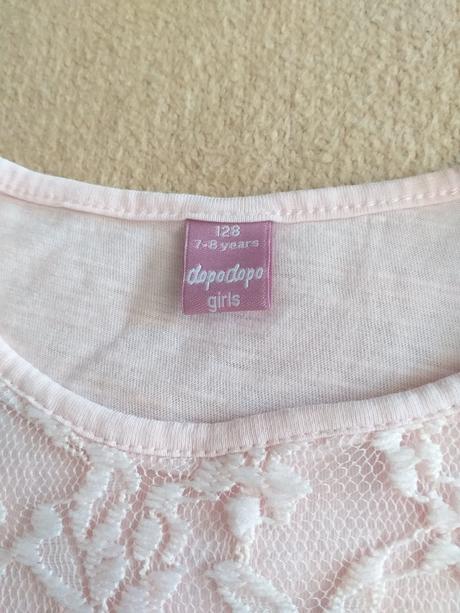 128
7-8 years
dopodopo
girls